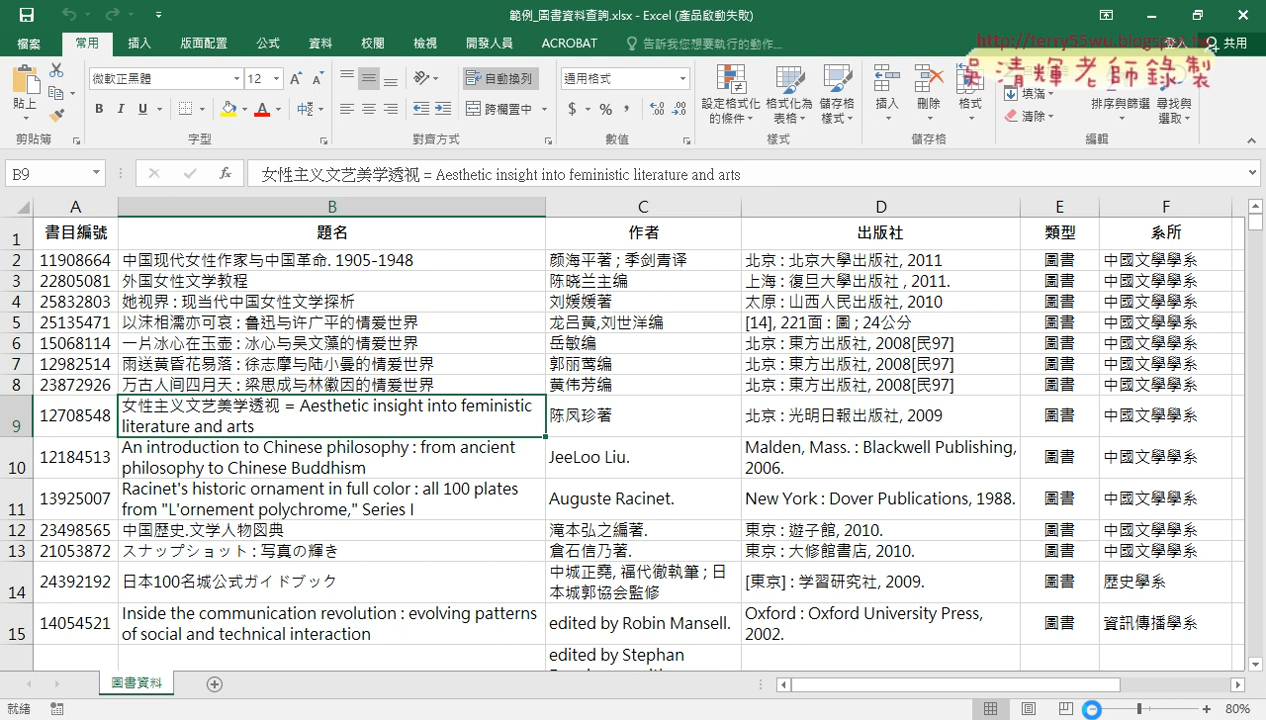 範例_圖書資料查詢.xlsx - Excel (產品啟動失敗)
檔案 常用 插入 版面配置 公式 資料 校閱 檢視 開發人員 ACROBAT 告訴我您想要執行的動作... 登入 共用
http://terry55wu.blogspot.tw
吳清輝老師錄製
貼上 微軟正黑體 12 自動換列 通用格式 設定格式化的條件 格式化為表格 儲存格樣式 插入 刪除 格式 填滿 排序與篩選 尋找與選取
B I U 跨欄置中 $ % , 清除
剪貼簿 字型 對齊方式 數值 樣式 儲存格 編輯
B9 fx 女性主义文艺美学透视 = Aesthetic insight into feministic literature and arts
A B C D E F
1 書目編號 題名 作者 出版社 類型 系所
2 11908664 中国现代女性作家与中国革命. 1905-1948 颜海平著 ; 季剑青译 北京 : 北京大學出版社, 2011 圖書 中國文學學系
3 22805081 外国女性文学教程 陈晓兰主编 上海 : 復旦大學出版社 , 2011. 圖書 中國文學學系
4 25832803 她视界 : 现当代中国女性文学探析 刘媛媛著 太原 : 山西人民出版社, 2010 圖書 中國文學學系
5 25135471 以沫相濡亦可哀 : 鲁迅与许广平的情爱世界 龙吕黄,刘世洋编 [14], 221面 : 圖 ; 24公分 圖書 中國文學學系
6 15068114 一片冰心在玉壶 : 冰心与吴文藻的情爱世界 岳敏编 北京 : 東方出版社, 2008[民97] 圖書 中國文學學系
7 12982514 雨送黄昏花易落 : 徐志摩与陆小曼的情爱世界 郭丽莺编 北京 : 東方出版社, 2008[民97] 圖書 中國文學學系
8 23872926 万古人间四月天 : 梁思成与林徽因的情爱世界 黄伟芳编 北京 : 東方出版社, 2008[民97] 圖書 中國文學學系
9 12708548 女性主义文艺美学透视 = Aesthetic insight into feministic literature and arts 陈凤珍著 北京 : 光明日報出版社, 2009 圖書 中國文學學系
10 12184513 An introduction to Chinese philosophy : from ancient philosophy to Chinese Buddhism JeeLoo Liu. Malden, Mass. : Blackwell Publishing, 2006. 圖書 中國文學學系
11 13925007 Racinet's historic ornament in full color : all 100 plates from "L'ornement polychrome," Series I Auguste Racinet. New York : Dover Publications, 1988. 圖書 中國文學學系
12 23498565 中国歴史.文学人物図典 滝本弘之編著. 東京 : 遊子館, 2010. 圖書 中國文學學系
13 21053872 スナップショット : 写真の輝き 倉石信乃著. 東京 : 大修館書店, 2010. 圖書 中國文學學系
14 24392192 日本100名城公式ガイドブック 中城正堯, 福代徹執筆 ; 日本城郭協会監修 [東京] : 学習研究社, 2009. 圖書 歷史學系
15 14054521 Inside the communication revolution : evolving patterns of social and technical interaction edited by Robin Mansell. Oxford : Oxford University Press, 2002. 圖書 資訊傳播學系
edited by Stephan
圖書資料
就緒 80%